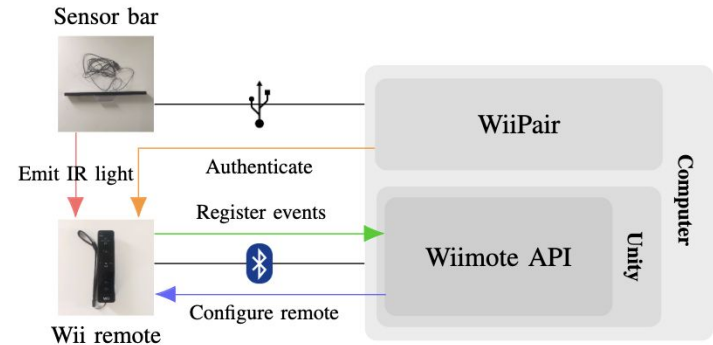 Sensor bar
WiiPair
Emit IR light
Authenticate
Register events
Wiimote API
Unity
Computer
Configure remote
Wii remote